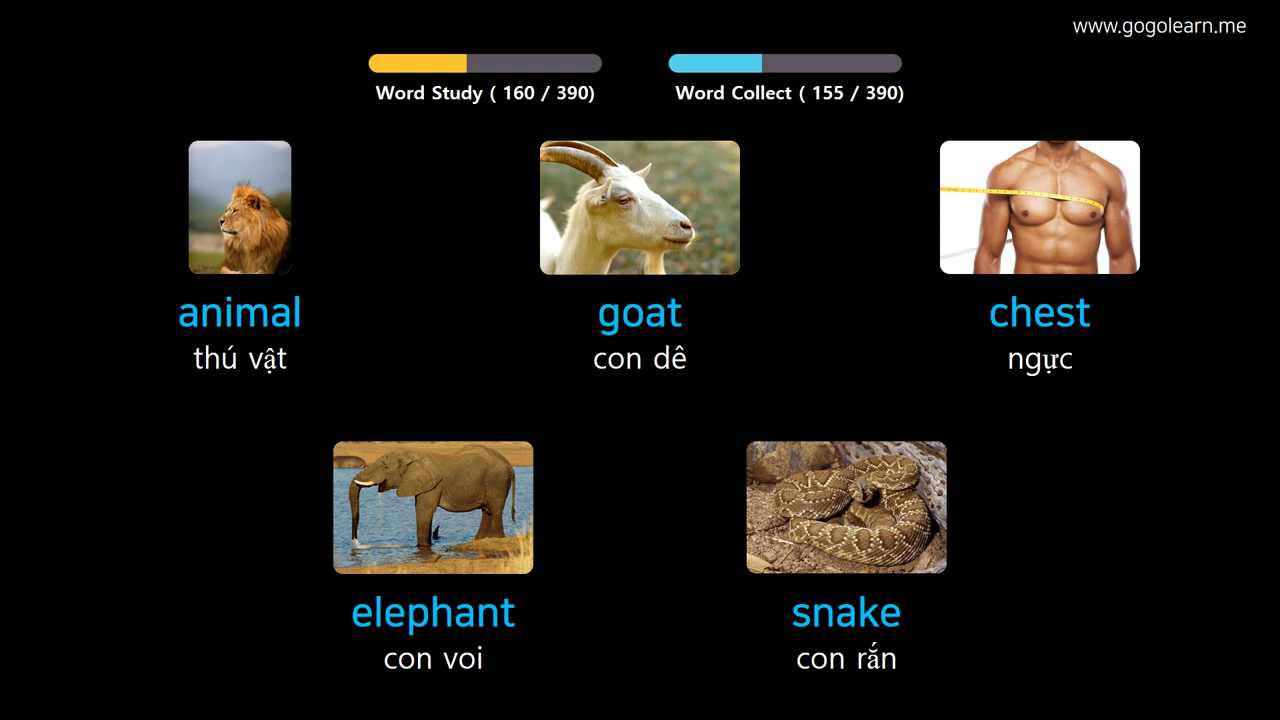 www.gogolearn.me
Word Study ( 160 / 390)
Word Collect ( 155 / 390)
animal
thú vật
goat
con dê
chest
ngực
elephant
con voi
snake
con rắn